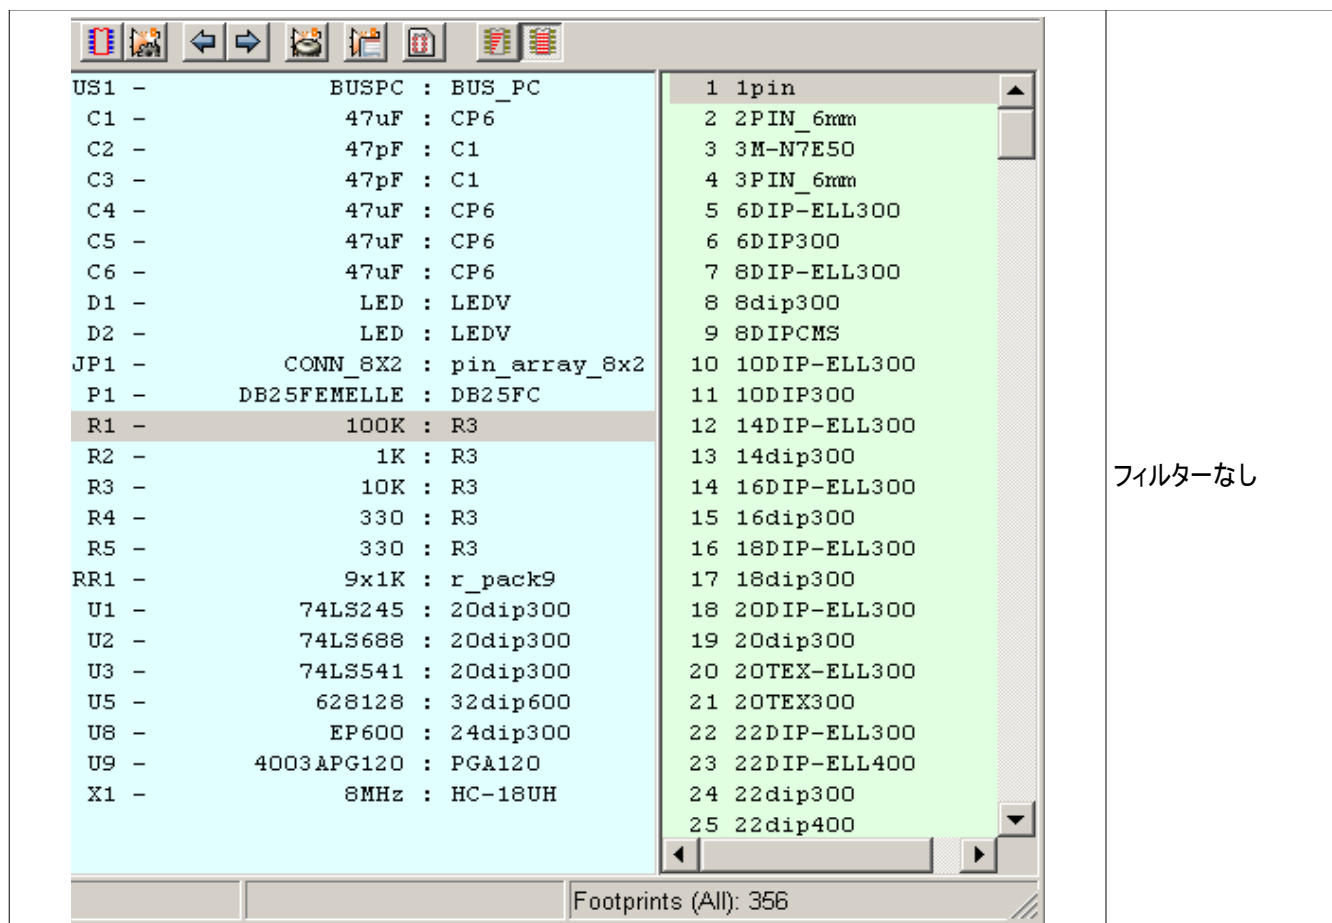 US1 - BUSPC : BUS_PC
C1 - 47uF : CP6
C2 - 47pF : C1
C3 - 47pF : C1
C4 - 47uF : CP6
C5 - 47uF : CP6
C6 - 47uF : CP6
D1 - LED : LEDV
D2 - LED : LEDV
JP1 - CONN_8X2 : pin_array_8x2
P1 - DB25FEMELLE : DB25FC
R1 - 100K : R3
R2 - 1K : R3
R3 - 10K : R3
R4 - 330 : R3
R5 - 330 : R3
RR1 - 9x1K : r_pack9
U1 - 74LS245 : 20dip300
U2 - 74LS688 : 20dip300
U3 - 74LS541 : 20dip300
U5 - 628128 : 32dip600
U8 - EP600 : 24dip300
U9 - 4003APG120 : PGA120
X1 - 8MHz : HC-18UH
1 1pin
2 2PIN_6mm
3 3M-N7E50
4 3PIN_6mm
5 6DIP-ELL300
6 6DIP300
7 8DIP-ELL300
8 8dip300
9 8DIPCMS
10 10DIP-ELL300
11 10DIP300
12 14DIP-ELL300
13 14dip300
14 16DIP-ELL300
15 16dip300
16 18DIP-ELL300
17 18dip300
18 20DIP-ELL300
19 20dip300
20 20TEX-ELL300
21 20TEX300
22 22DIP-ELL300
23 22DIP-ELL400
24 22dip300
25 22dip400
Footprints (All): 356
フィルターなし